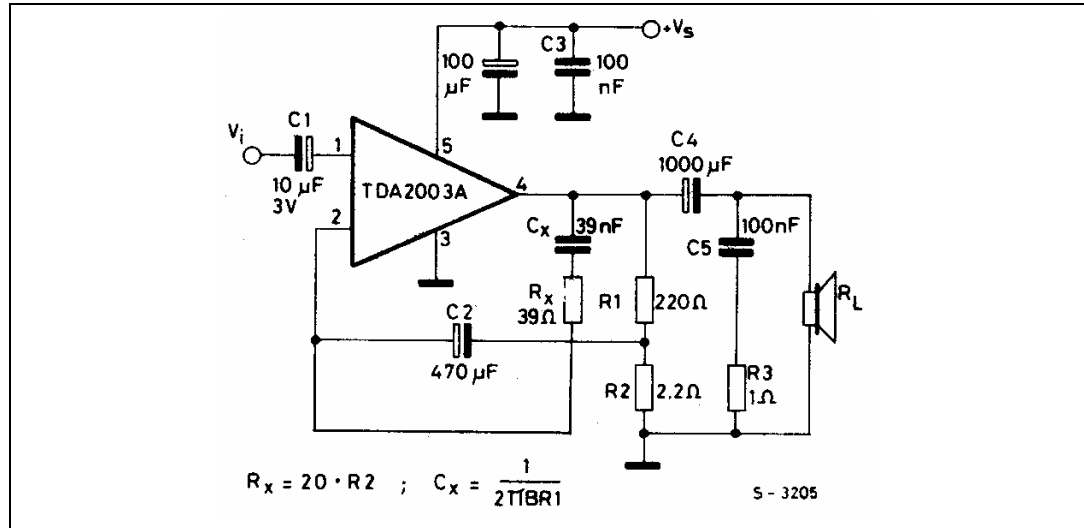 +Vs
C3
100 µF
100 nF
C1
Vi
1
5
C4
1000 µF
10 µF
3V
TDA2003A
4
2
3
Cx
39nF
100nF
C5
Rx
39Ω
R1
220Ω
RL
C2
470 µF
R2
2.2Ω
R3
1Ω
Rx = 20 · R2 ; Cx = 1 / 2πBR1
S - 3205